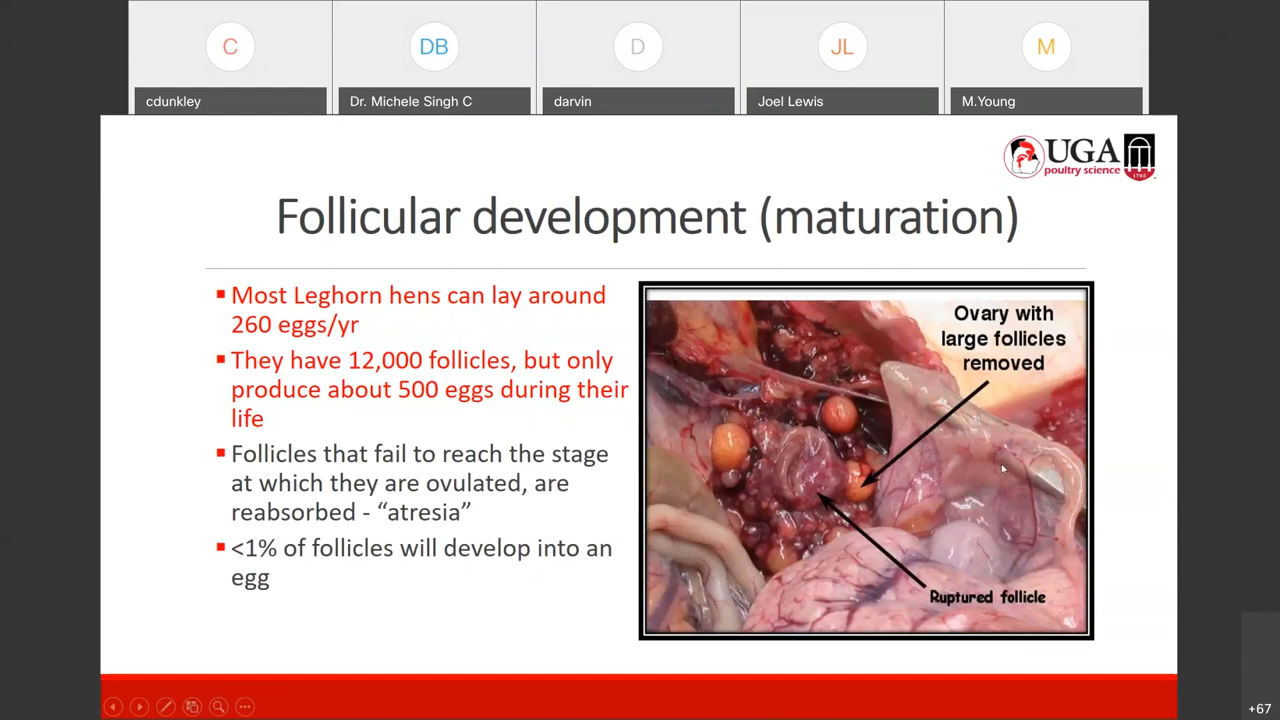 C
DB
D
JL
M
cdunkley
Dr. Michele Singh C
darvin
Joel Lewis
M.Young
UGA
poultry science
1785
Follicular development (maturation)
Most Leghorn hens can lay around
260 eggs/yr
They have 12,000 follicles, but only
produce about 500 eggs during their
life
Follicles that fail to reach the stage
at which they are ovulated, are
reabsorbed - “atresia”
<1% of follicles will develop into an
egg
Ovary with
large follicles
removed
Ruptured follicle
+67